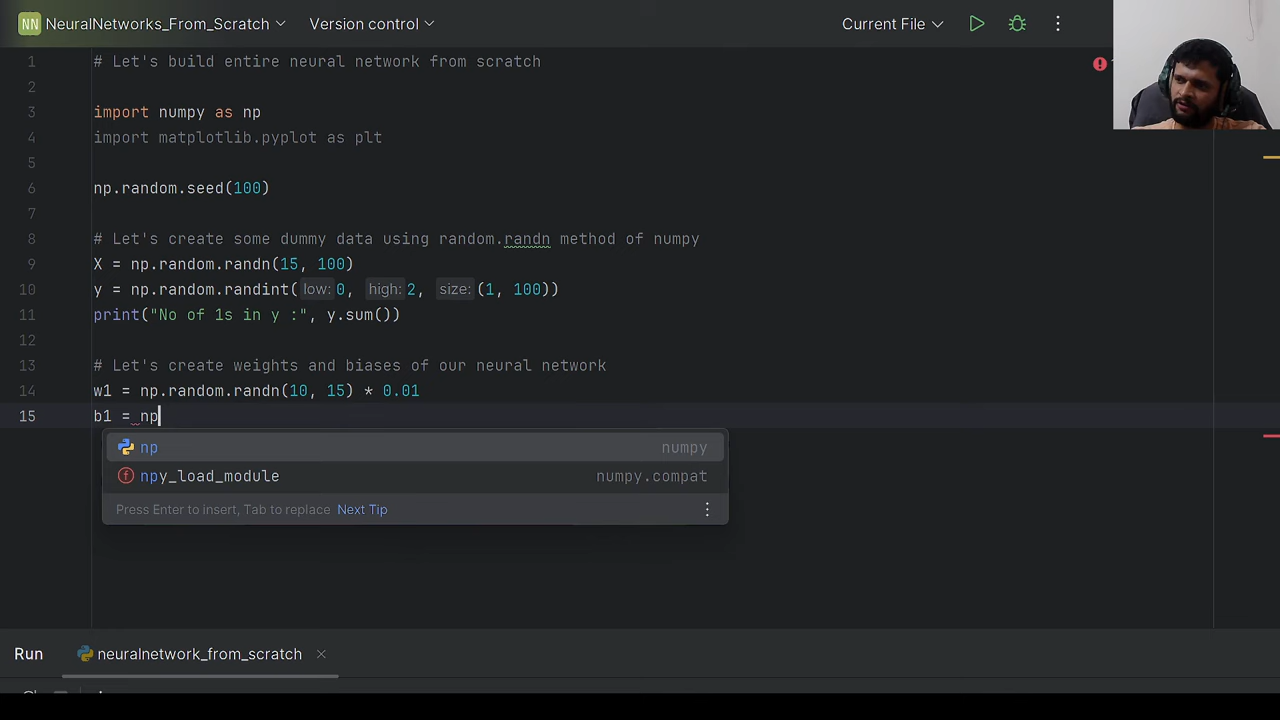 NN NeuralNetworks_From_Scratch Version control Current File
1 # Let's build entire neural network from scratch
2
3 import numpy as np
4 import matplotlib.pyplot as plt
5
6 np.random.seed(100)
7
8 # Let's create some dummy data using random.randn method of numpy
9 X = np.random.randn(15, 100)
10 y = np.random.randint( low: 0, high: 2, size: (1, 100))
11 print("No of 1s in y :", y.sum())
12
13 # Let's create weights and biases of our neural network
14 w1 = np.random.randn(10, 15) * 0.01
15 b1 = np
np numpy
f npy_load_module numpy.compat
Press Enter to insert, Tab to replace Next Tip
Run neuralnetwork_from_scratch